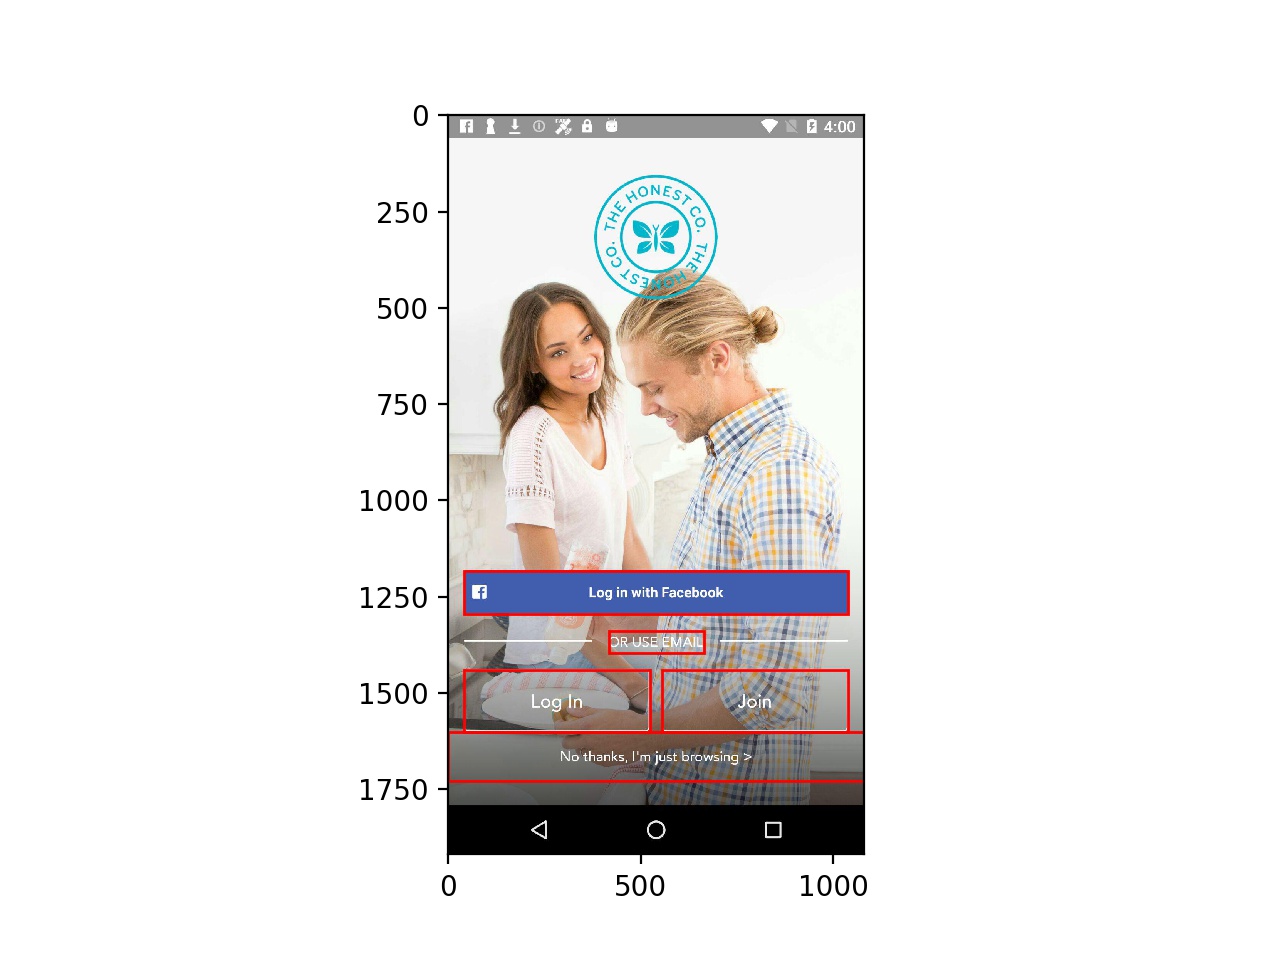 0
250
500
750
1000
1250
1500
1750
4:00
THE HONEST CO. THE HONEST CO.
Log in with Facebook
OR USE EMAIL
Log In
Join
No thanks, I'm just browsing >
0
500
1000